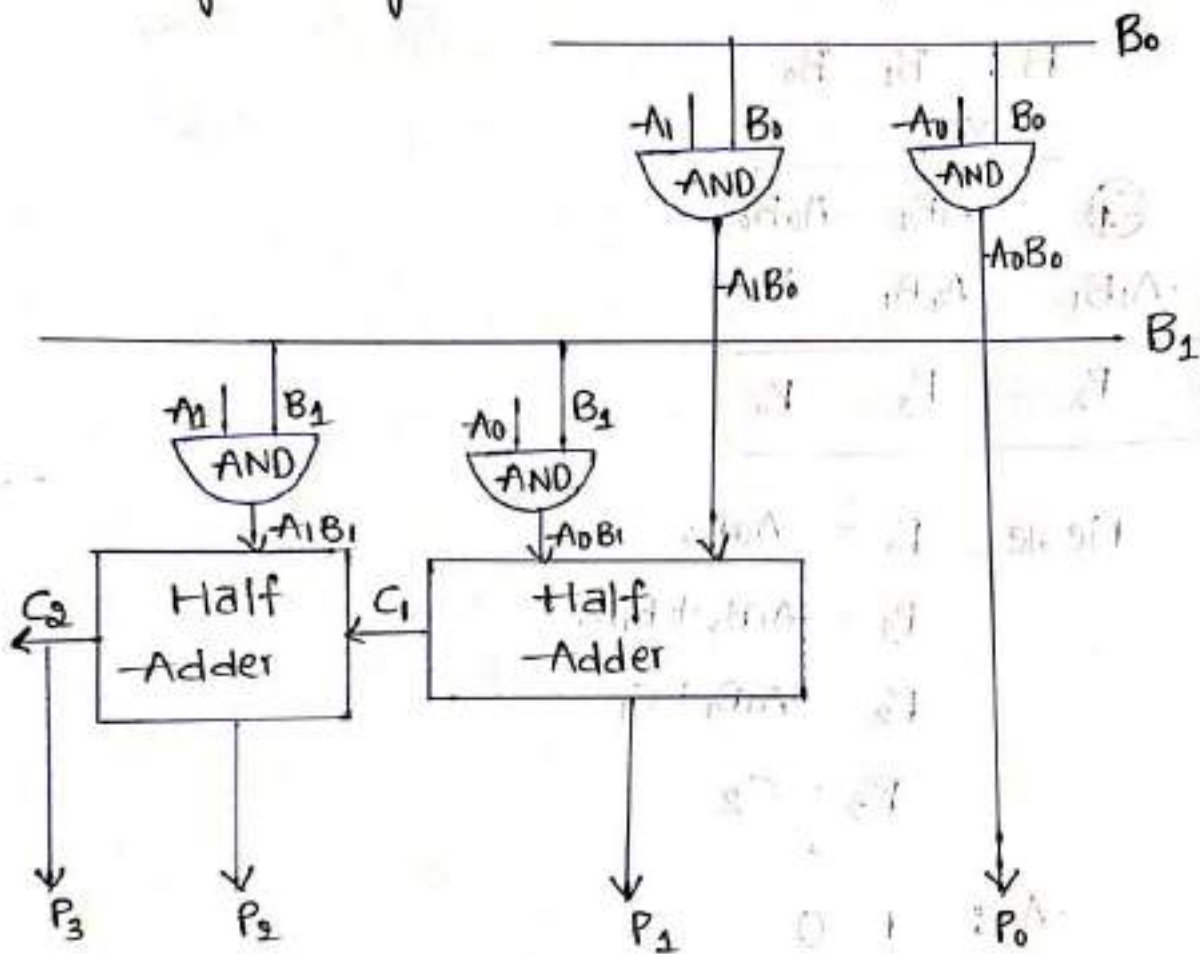 B0
A1 B0 A0 B0
AND AND
A1B0 A0B0
B1
A1 B1 A0 B1
AND AND
A1B1 A0B1
C2 Half Adder C1 Half Adder
P3 P2 P1 P0